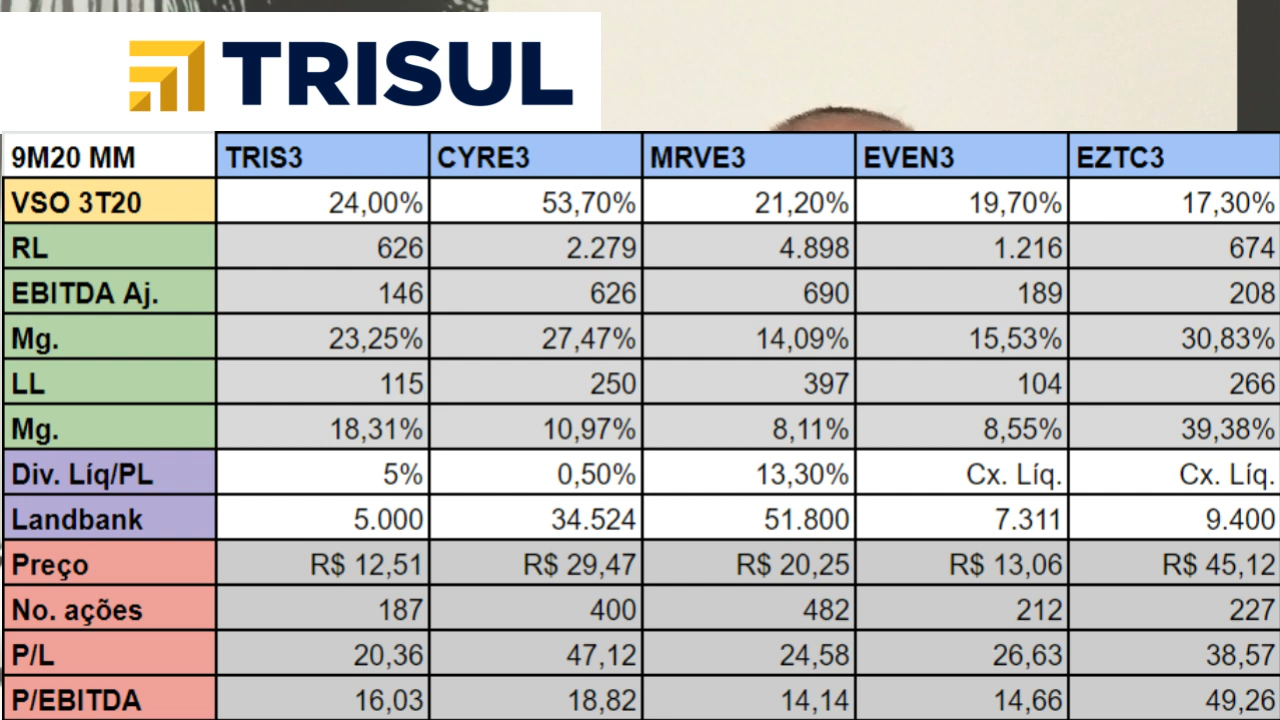 TRISUL
9M20 MM TRIS3 CYRE3 MRVE3 EVEN3 EZTC3
VSO 3T20 24,00% 53,70% 21,20% 19,70% 17,30%
RL 626 2.279 4.898 1.216 674
EBITDA Aj. 146 626 690 189 208
Mg. 23,25% 27,47% 14,09% 15,53% 30,83%
LL 115 250 397 104 266
Mg. 18,31% 10,97% 8,11% 8,55% 39,38%
Div. Líq/PL 5% 0,50% 13,30% Cx. Líq. Cx. Líq.
Landbank 5.000 34.524 51.800 7.311 9.400
Preço R$ 12,51 R$ 29,47 R$ 20,25 R$ 13,06 R$ 45,12
No. ações 187 400 482 212 227
P/L 20,36 47,12 24,58 26,63 38,57
P/EBITDA 16,03 18,82 14,14 14,66 49,26